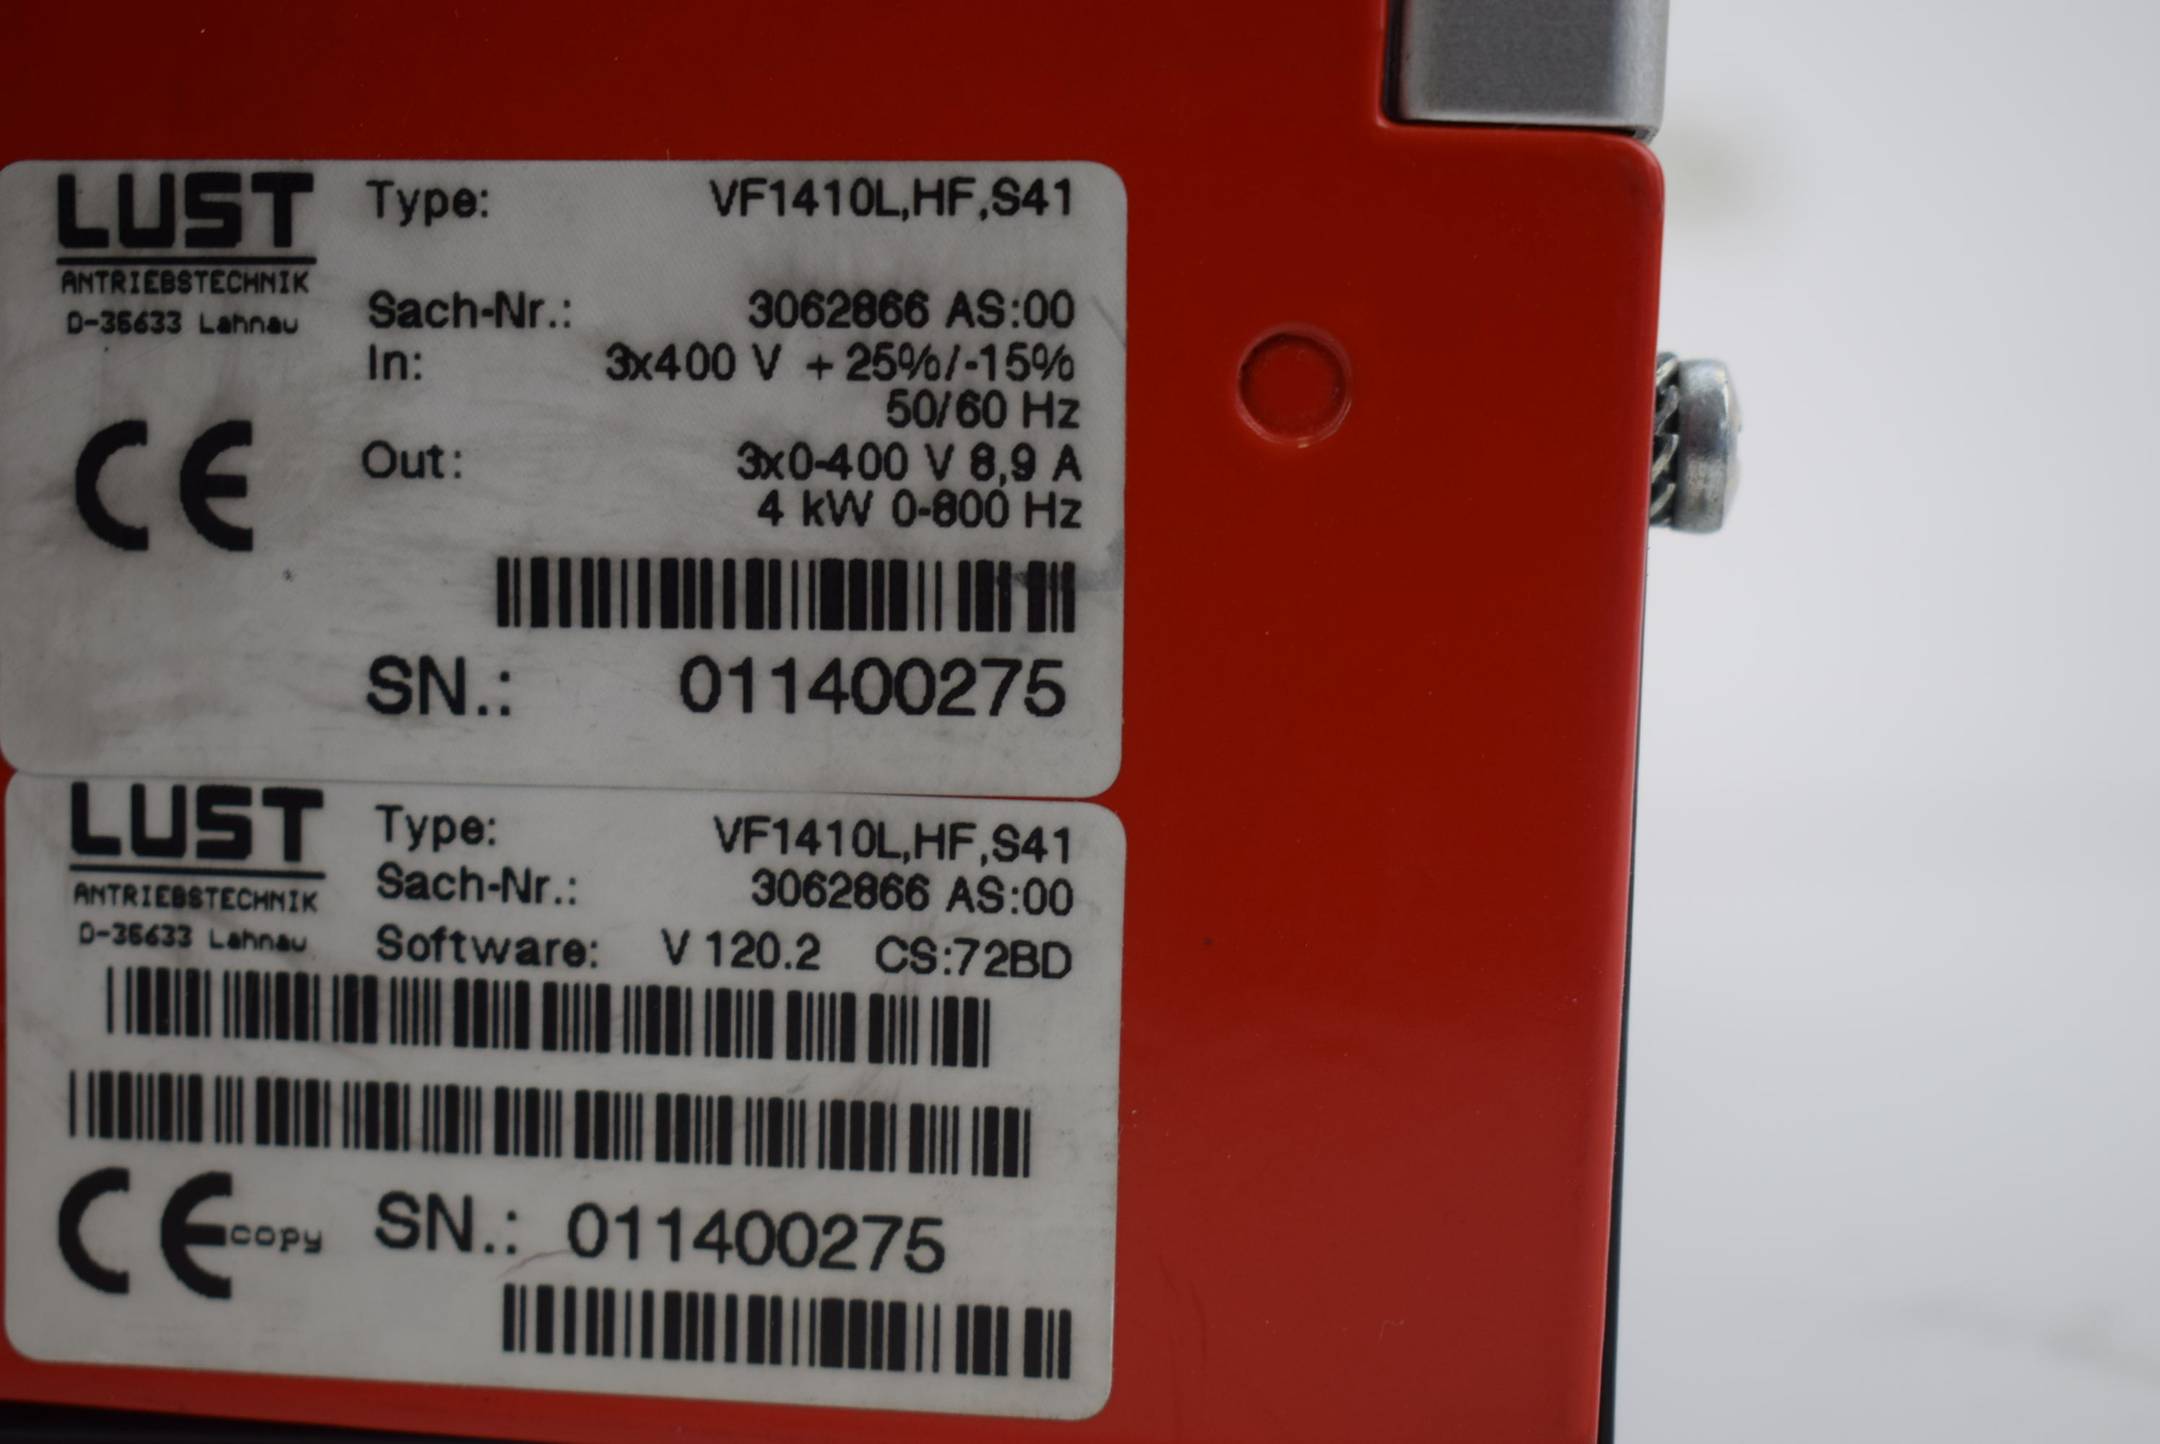 LUST
ANTRIEBSTECHNIK
D-35633 Lahnau
Type: VF1410L,HF,S41
Sach-Nr.: 3062866 AS:00
In: 3x400 V +25%/-15%
50/60 Hz
Out: 3x0-400 V 8,9 A
4 kW 0-800 Hz
CE
SN.: 011400275
LUST
ANTRIEBSTECHNIK
D-35633 Lahnau
Type: VF1410L,HF,S41
Sach-Nr.: 3062866 AS:00
Software: V 120.2 CS:72BD
CE copy
SN.: 011400275